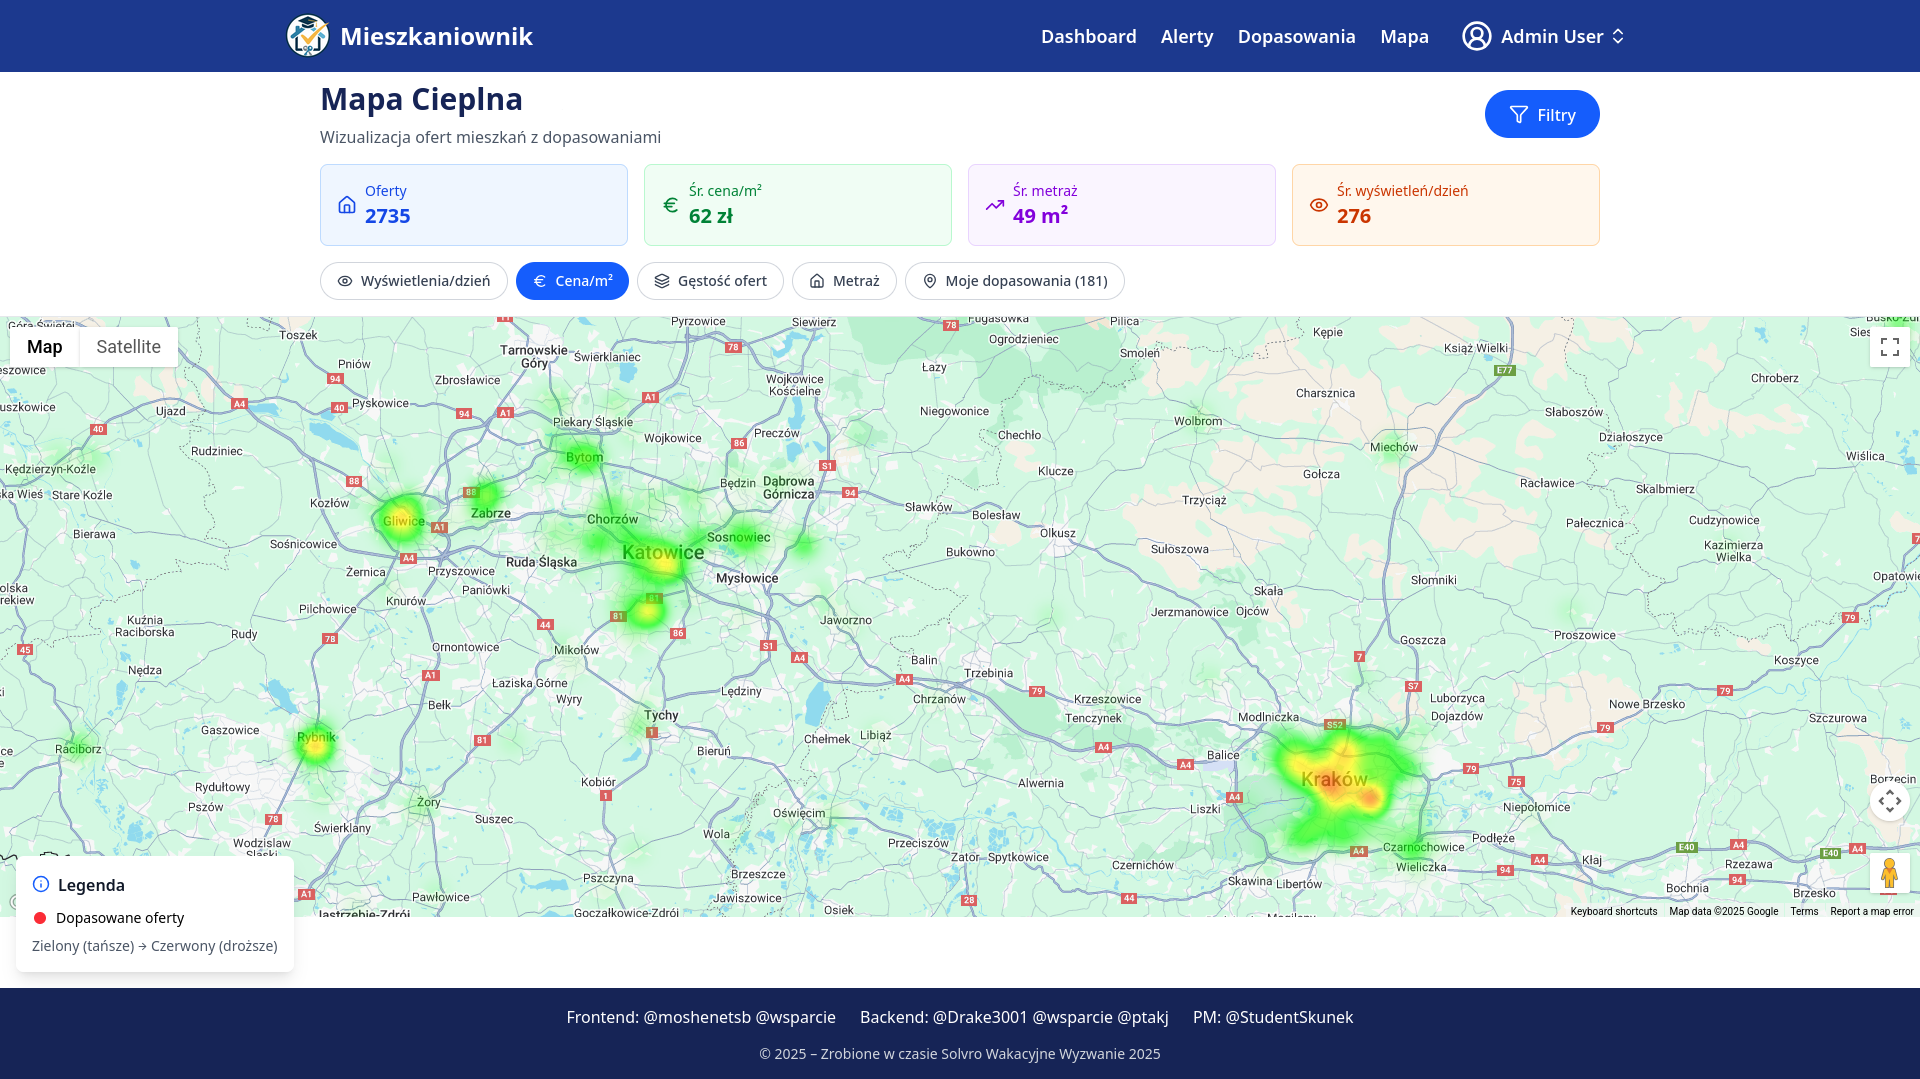 Mieszkaniownik
Dashboard
Alerty
Dopasowania
Mapa
Admin User
Mapa Cieplna
Wizualizacja ofert mieszkań z dopasowaniami
Filtry
Oferty
2735
Śr. cena/m²
62 zł
Śr. metraż
49 m²
Śr. wyświetleń/dzień
276
Wyświetlenia/dzień
Cena/m²
Gęstość ofert
Metraż
Moje dopasowania (181)
Map
Satellite
Toszek
Pyrzowice
Siewierz
Pilica
Ogrodzieniec
Smoleń
Kępie
Książ Wielki
Tarnowskie
Góry
Świerklaniec
Pniów
Łazy
Zbrosławice
Wojkowice
Kościelne
Chroberz
Charsznica
Pyskowice
Ujazd
Niegonowice
Słaboszów
Piekary Śląskie
Wolbrom
Preczów
Wojkowice
Chechło
Działoszyce
Miechów
Rudziniec
Bytom
Wiślica
Kędzierzyn-Koźle
Klucze
Gołcza
Będzin
Dąbrowa
Górnicza
Racławice
Skalbmierz
Stare Koźle
Kozłów
Trzyciąż
Zabrze
Sławków
Bolesław
Chorzów
Gliwice
Pałecznica
Cudzynowice
Bierawa
Olkusz
Sosnowiec
Sośnicowice
Katowice
Bukowno
Sułoszowa
Kazimierza
Wielka
Ruda Śląska
Żernica
Przyszowice
Mysłowice
Słomniki
Skała
Paniówki
Knurów
Pilchowice
Jerzmanowice
Ojców
Kuźnia
Raciborska
Jaworzno
Rudy
Proszowice
Goszcza
Ornontowice
Mikołów
Balin
Trzebinia
Koszyce
Nędza
Łaziska Górne
Wyry
Lędziny
Chrzanów
Krzeszowice
Luborzyca
Bełk
Tenczynek
Modlniczka
Dojazdów
Nowe Brzesko
Tychy
Szczurowa
Gaszowice
Rybnik
Chełmek
Libiąż
Raciborz
Bieruń
Balice
Kobiór
Alwernia
Kraków
Borzęcin
Rydułtowy
Pszów
Żory
Oświęcim
Liszki
Niepołomice
Świerklany
Suszec
Wola
Podłęże
Wodzisław
Śląski
Przeciszów
Zator
Spytkowice
Czarnochowice
Wieliczka
Kłaj
Rzezawa
Czernichów
Pszczyna
Brzeszcze
Skawina
Libertów
Bochnia
Brzesko
Pawłowice
Jawiszowice
Jastrzębie-Zdrój
Goczałkowice-Zdrój
Osiek
Keyboard shortcuts
Map data ©2025 Google
Terms
Report a map error
Legenda
Dopasowane oferty
Zielony (tańsze) → Czerwony (droższe)
Frontend: @moshenetsb @wsparcie
Backend: @Drake3001 @wsparcie @ptakj
PM: @StudentSkunek
© 2025 – Zrobione w czasie Solvro Wakacyjne Wyzwanie 2025